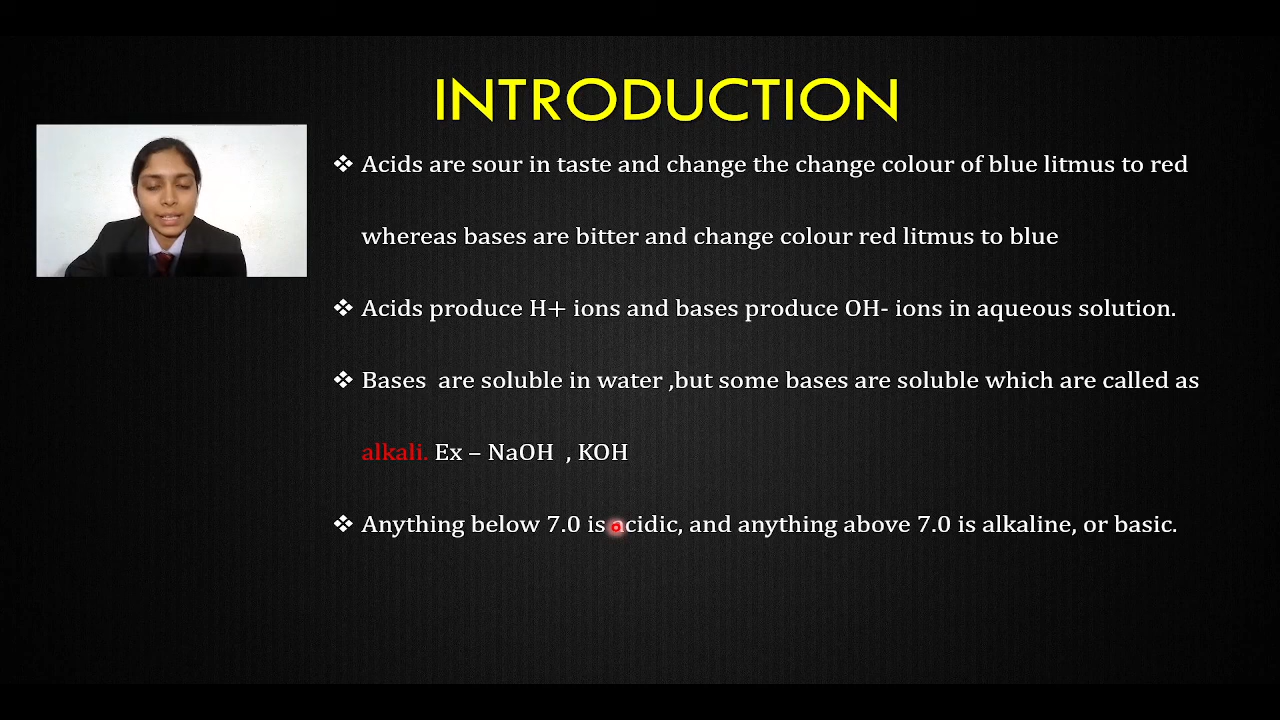 INTRODUCTION
❖ Acids are sour in taste and change the change colour of blue litmus to red
whereas bases are bitter and change colour red litmus to blue
❖ Acids produce H+ ions and bases produce OH- ions in aqueous solution.
❖ Bases  are soluble in water ,but some bases are soluble which are called as
alkali. Ex – NaOH  , KOH
❖ Anything below 7.0 is acidic, and anything above 7.0 is alkaline, or basic.